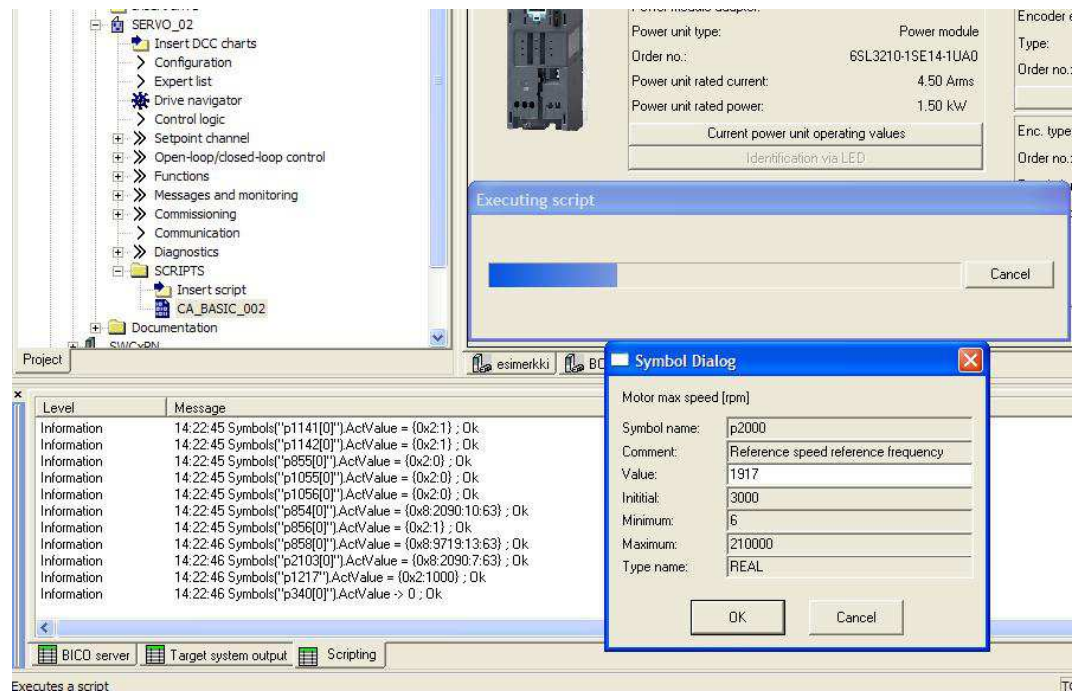 SERVO_02
Insert DCC charts
Configuration
Expert list
Drive navigator
Control logic
Setpoint channel
Open-loop/closed-loop control
Functions
Messages and monitoring
Commissioning
Communication
Diagnostics
SCRIPTS
Insert script
CA_BASIC_002
Documentation
SWCxPN
Project
Power module adapter:
Power unit type: Power module
Order no.: 6SL3210-1SE14-1UA0
Power unit rated current: 4.50 Arms
Power unit rated power: 1.50 kW
Current power unit operating values
Identification via LED
Encoder e
Type:
Order no.:
Enc. type
Order no.:
Executing script
Cancel
esimerkki BC
Symbol Dialog
Motor max speed [rpm]
Symbol name: p2000
Comment: Reference speed reference frequency
Value: 1917
Inititial: 3000
Minimum: 6
Maximum: 210000
Type name: REAL
OK Cancel
Level Message
Information 14:22:45 Symbols("p1141[0]").ActValue = {0x2:1} ; Ok
Information 14:22:45 Symbols("p1142[0]").ActValue = {0x2:1} ; Ok
Information 14:22:45 Symbols("p855[0]").ActValue = {0x2:0} ; Ok
Information 14:22:45 Symbols("p1055[0]").ActValue = {0x2:0} ; Ok
Information 14:22:45 Symbols("p1056[0]").ActValue = {0x2:0} ; Ok
Information 14:22:46 Symbols("p854[0]").ActValue = {0x8:2090:10:63} ; Ok
Information 14:22:46 Symbols("p856[0]").ActValue = {0x2:1} ; Ok
Information 14:22:46 Symbols("p858[0]").ActValue = {0x8:9719:13:63} ; Ok
Information 14:22:46 Symbols("p2103[0]").ActValue = {0x8:2090:7:63} ; Ok
Information 14:22:46 Symbols("p1217").ActValue = {0x2:1000} ; Ok
Information 14:22:46 Symbols("p340[0]").ActValue -> 0 ; Ok
BICO server Target system output Scripting
Executes a script